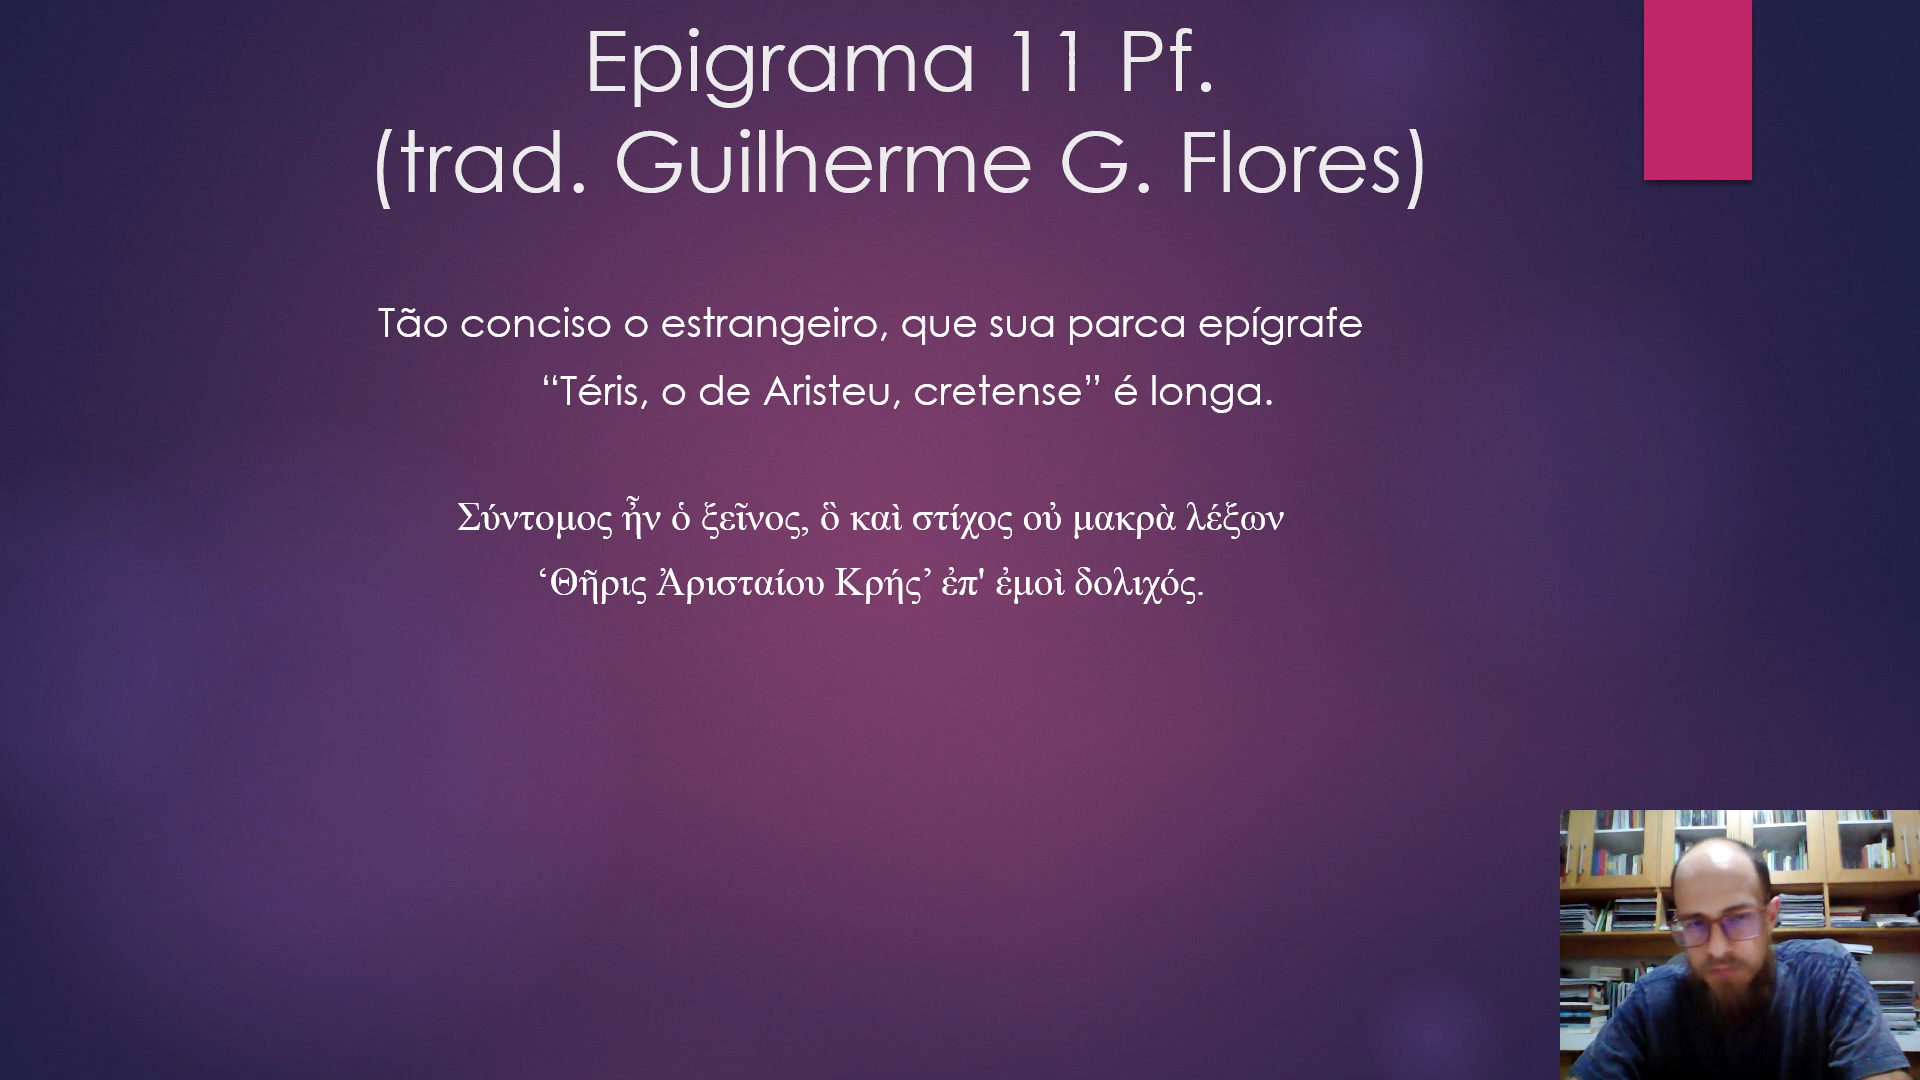 Epigrama 11 Pf.
(trad. Guilherme G. Flores)
Tão conciso o estrangeiro, que sua parca epígrafe
“Téris, o de Aristeu, cretense” é longa.
Σύντομος ἦν ὁ ξεῖνος, ὃ καὶ στίχος οὐ μακρὰ λέξων
‘Θῆρις Ἀρισταίου Κρής’ ἐπ' ἐμοὶ δολιχός.